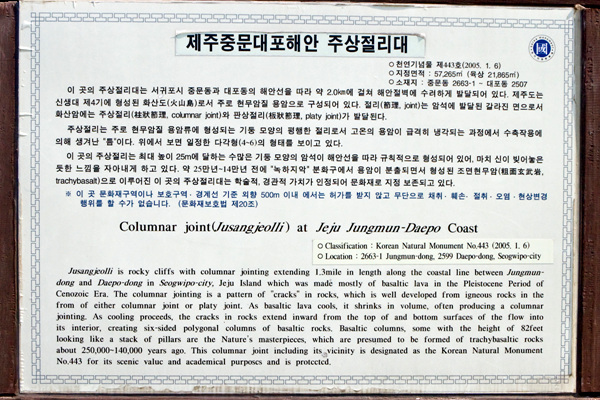 제주중문대포해안 주상절리대
○ 천연기념물 제443호(2005. 1. 6)
○ 지정면적 : 57,265㎡ (육상 21,865㎡)
○ 소재지 : 중문동 2663-1 - 대포동 2507
이 곳의 주상절리대는 서귀포시 중문동과 대포동의 해안선을 따라 약 2.0km에 걸쳐 해안절벽에 수려하게 발달되어 있다. 제주도는
신생대 제4기에 형성된 화산도(火山島)로서 주로 현무암질 용암으로 구성되어 있다. 절리(節理, joint)는 암석에 발달된 갈라진 면으로서
화산암에는 주상절리(柱狀節理, columnar joint)와 판상절리(板狀節理, platy joint)가 발달된다.
주상절리는 주로 현무암질 용암류에 형성되는 기둥 모양의 평행한 절리로서 고온의 용암이 급격히 냉각되는 과정에서 수축작용에
의해 생겨난 "틈"이다. 위에서 보면 일정한 다각형(4~6)의 형태를 보이고 있다.
이 곳의 주상절리는 최대 높이 25m에 달하는 수많은 기둥 모양의 암석이 해안선을 따라 규칙적으로 형성되어 있어, 마치 신이 빚어놓은
듯한 느낌을 자아내게 하고 있다. 약 25만년~14만년 전에 "녹하지악" 분화구에서 용암이 분출되면서 형성된 조면현무암(粗面玄武岩,
trachybasalt)으로 이루어진 이 곳의 주상절리는 학술적, 경관적 가치가 인정되어 문화재로 지정 보존되고 있다.
※ 이 곳 문화재구역이나 보호구역·경계선 기준 외향 500m 이내 에서는 허가를 받지 않고 무단으로 채취·훼손·절취·오염·현상변경
행위를 할 수가 없습니다. (문화재보호법 제20조)
Columnar joint(Jusangjeolli) at Jeju Jungmun-Daepo Coast
○ Classification : Korean Natural Monument No.443 (2005. 1. 6)
○ Location : 2663-1 Jungmun-dong, 2599 Daepo-dong, Seogwipo-city
Jusangjeolli is rocky cliffs with columnar jointing extending 1.3mile in length along the coastal line between Jungmun-
dong and Daepo-dong in Seogwipo-city, Jeju Island which was made mostly of basaltic lava in the Pleistocene Period of
Cenozoic Era. The columnar jointing is a pattern of "cracks" in rocks, which is well developed from igneous rocks in the
from of either columnar joint or platy joint. As basaltic lava cools, it shrinks in volume, often producing a columnar
jointing. As cooling proceeds, the cracks in rocks extend inward from the top of and bottom surfaces of the flow into
its interior, creating six-sided polygonal columns of basaltic rocks. Basaltic columns, some with the height of 82feet
looking like a stack of pillars are the Nature's masterpieces, which are presumed to be formed of trachybasaltic rocks
about 250,000~140,000 years ago. This columnar joint including its vicinity is designated as the Korean Natural Monument
No.443 for its scenic value and academical purposes and is protected.